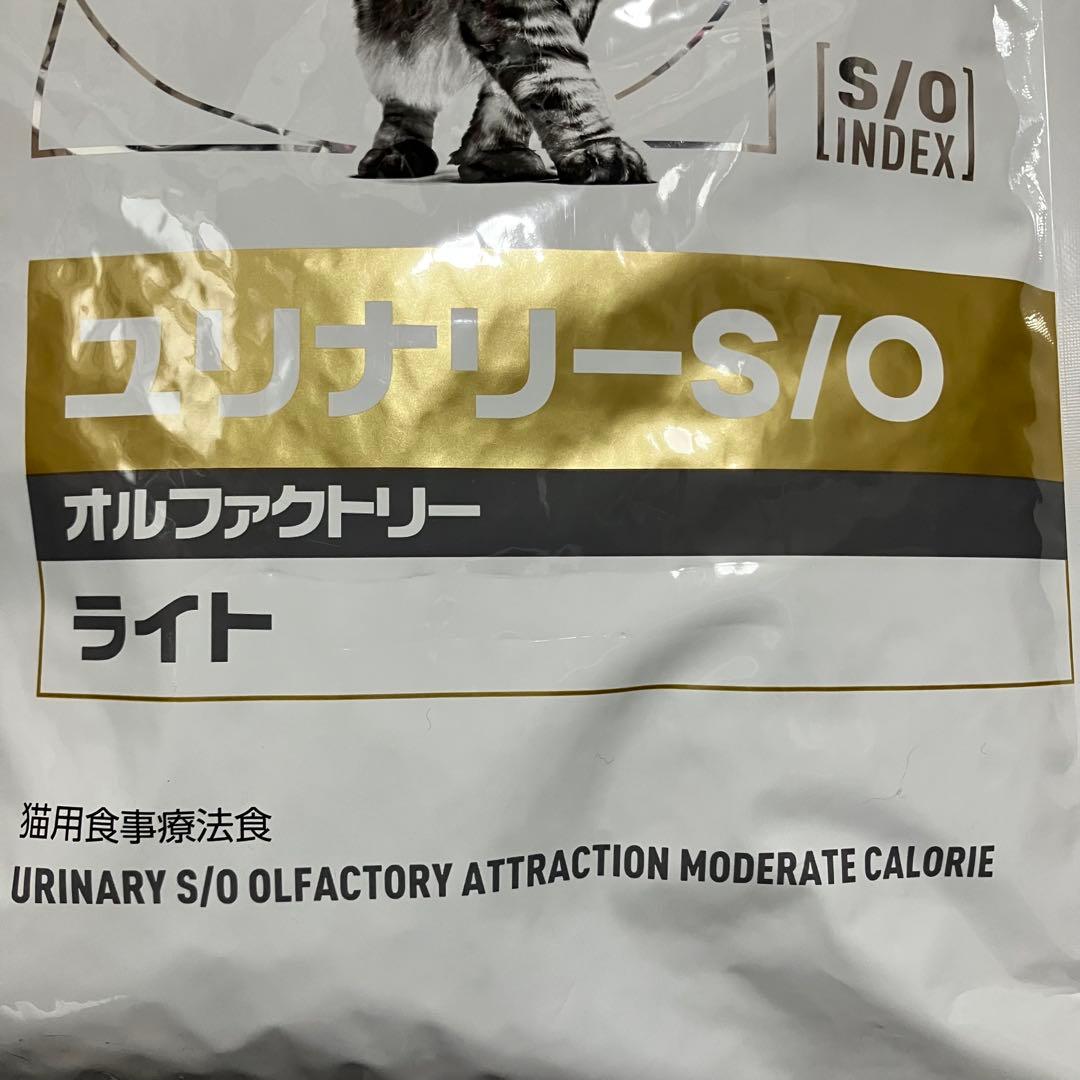 [S/O
INDEX]
ユリナリーS/O
オルファクトリー
ライト
猫用食事療法食
URINARY S/O OLFACTORY ATTRACTION MODERATE CALORIE